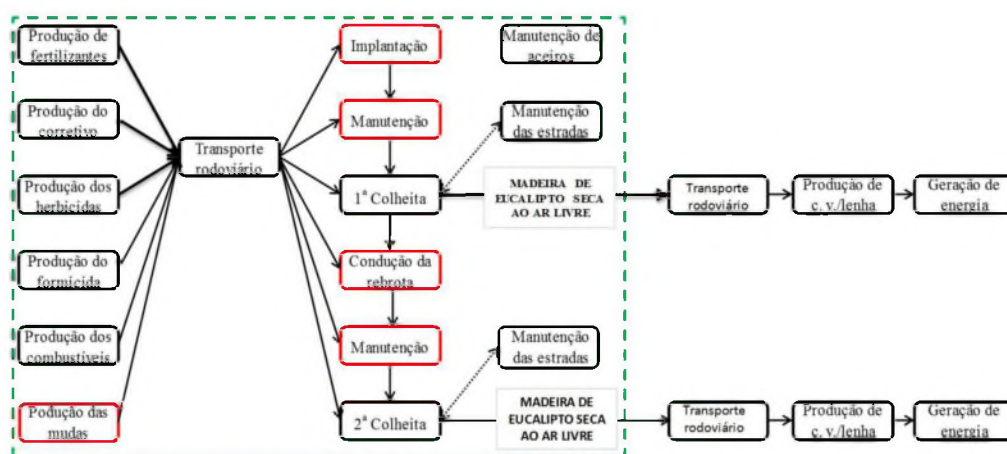 Produção de
fertilizantes
Produção do
corretivo
Produção dos
herbicidas
Produção do
formicida
Produção dos
combustíveis
Podução das
mudas
Transporte
rodoviário
Implantação
Manutenção
1ª Colheita
Condução da
rebrota
Manutenção
2ª Colheita
Manutenção de
aceiros
Manutenção
das estradas
MADEIRA DE
EUCALIPTO SECA
AO AR LIVRE
Manutenção
das estradas
MADEIRA DE
EUCALIPTO SECA
AO AR LIVRE
Transporte
rodoviário
Produção de
c. v./lenha
Geração de
energia
Transporte
rodoviário
Produção de
c. v./lenha
Geração de
energia